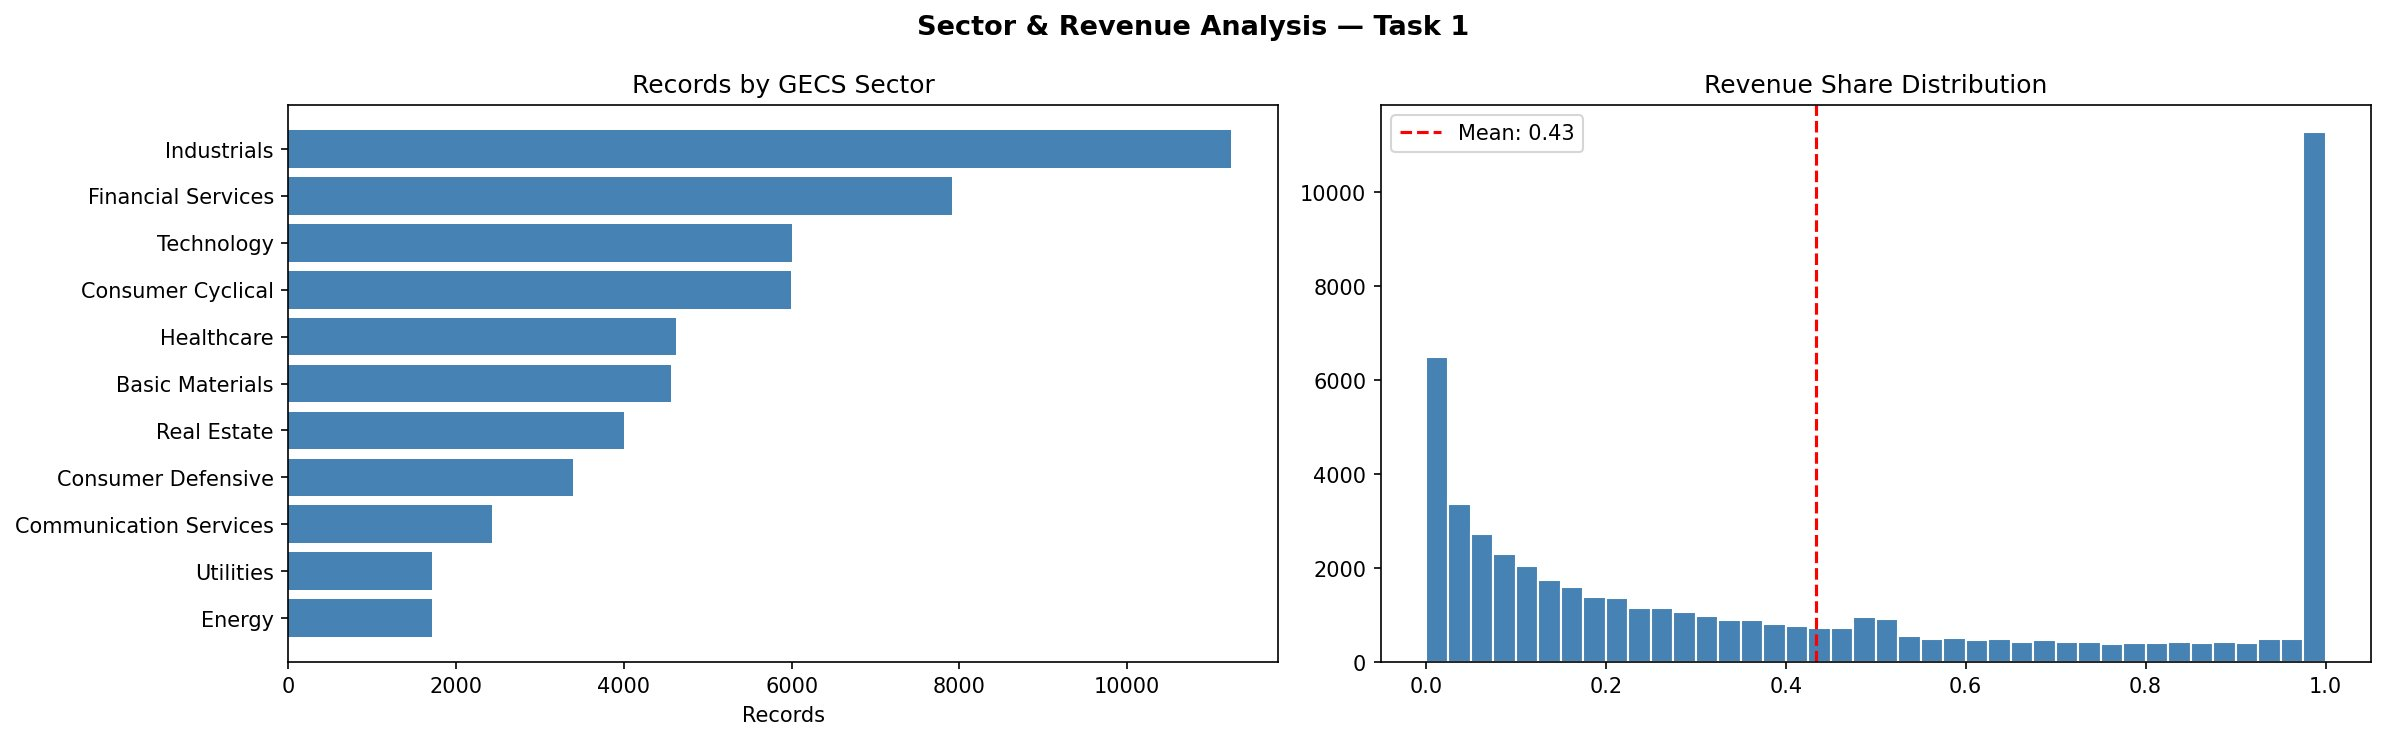 Sector & Revenue Analysis — Task 1
Records by GECS Sector
Industrials
Financial Services
Technology
Consumer Cyclical
Healthcare
Basic Materials
Real Estate
Consumer Defensive
Communication Services
Utilities
Energy
0 2000 4000 6000 8000 10000
Records
Revenue Share Distribution
Mean: 0.43
10000
8000
6000
4000
2000
0
0.0 0.2 0.4 0.6 0.8 1.0